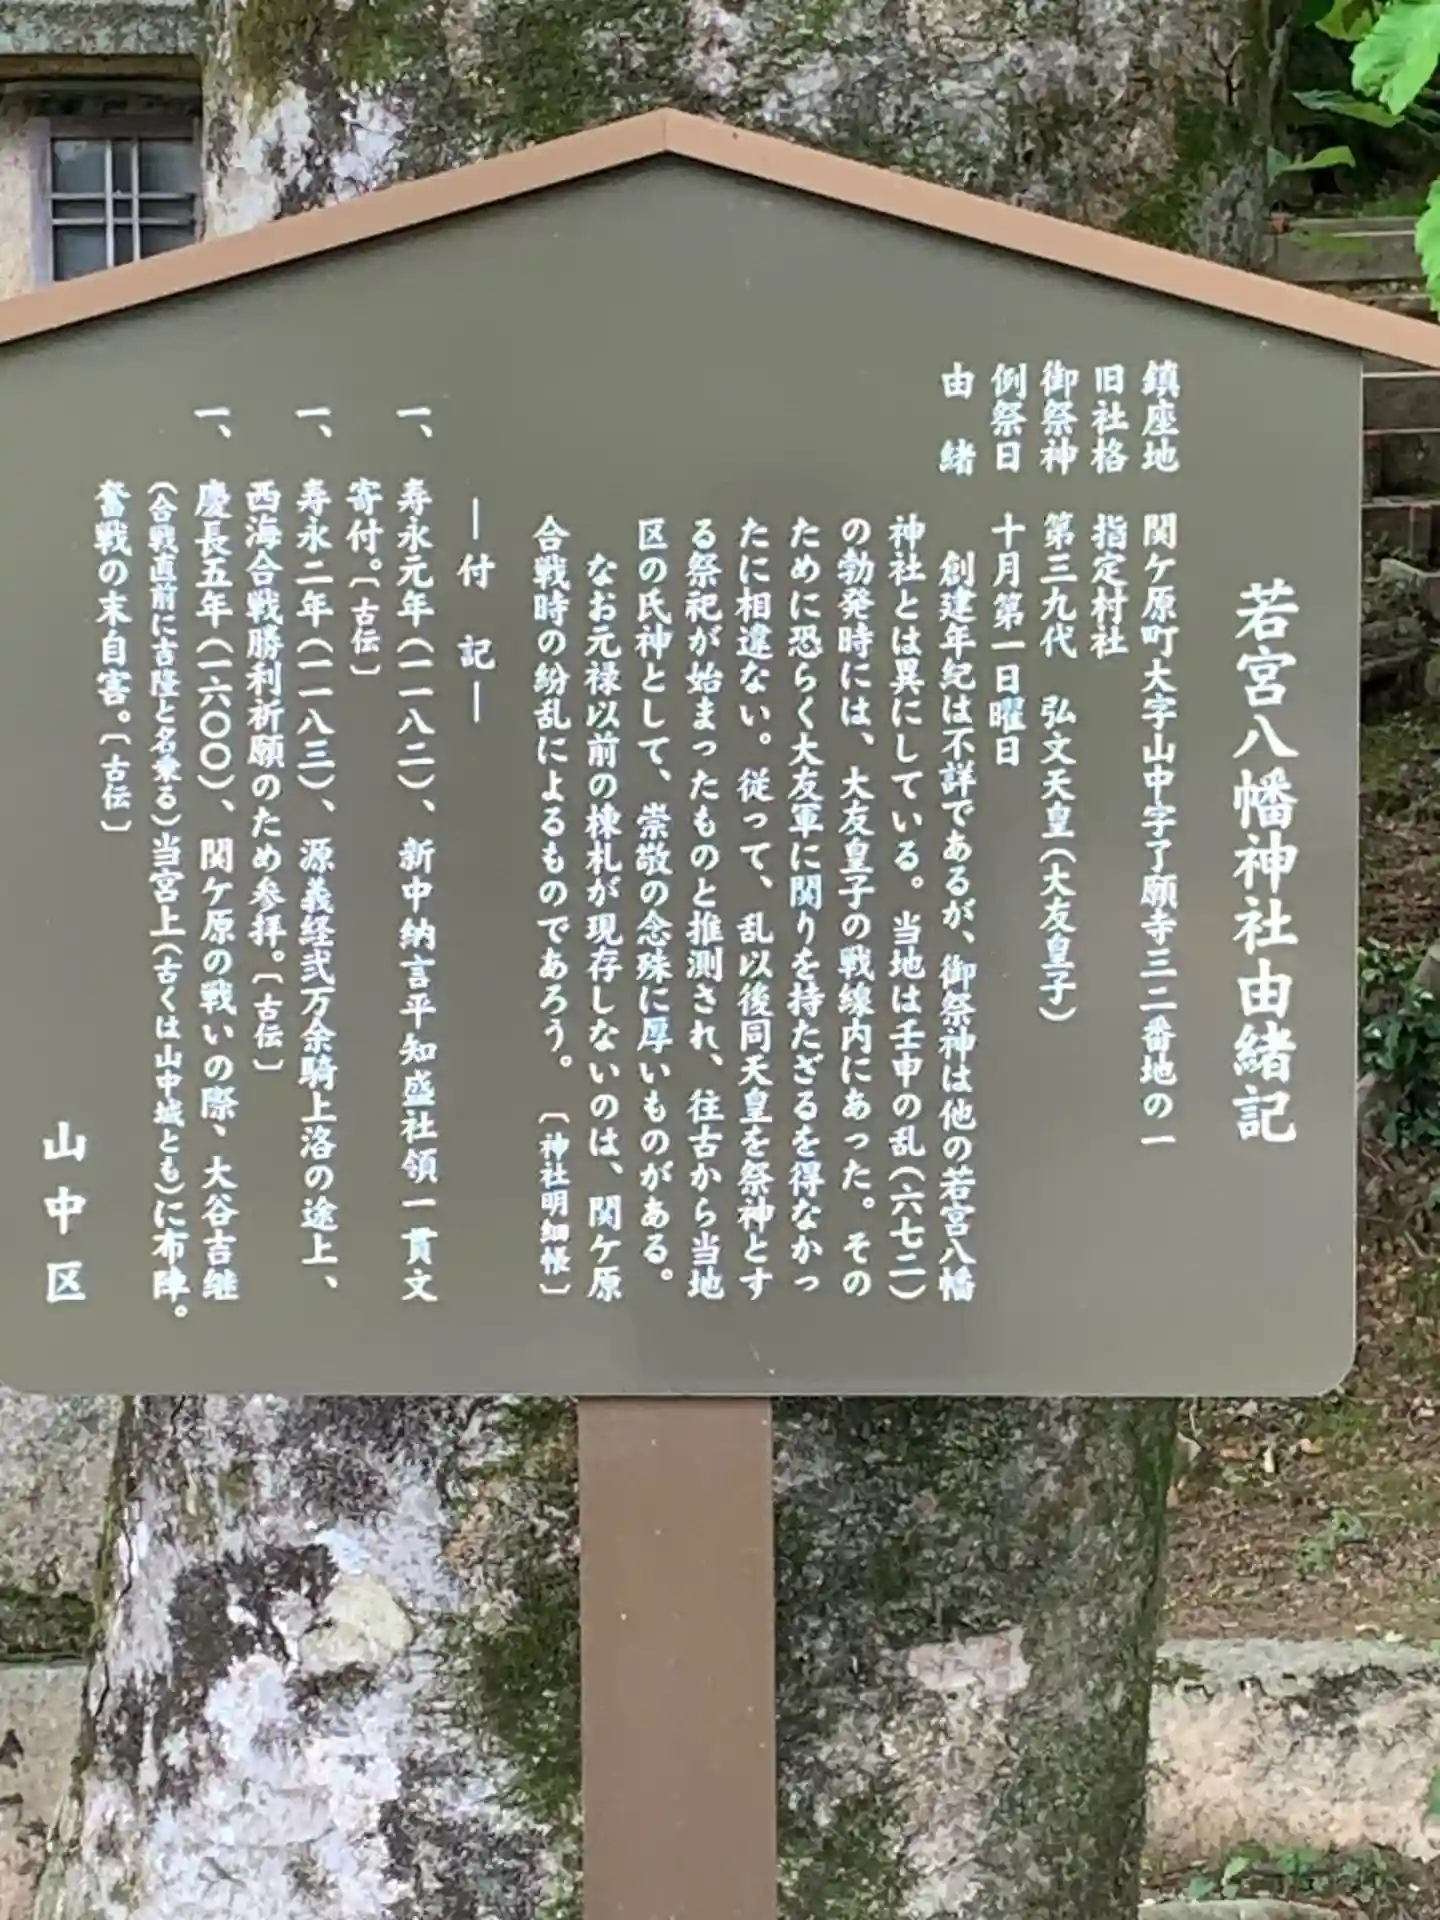 若宮八幡神社由緒記
鎮座地　関ケ原町大字山中字了願寺三二番地の一
旧社格　指定村社
御祭神　第三九代　弘文天皇(大友皇子)
例祭日　十月第一日曜日
由　緒　創建年紀は不詳であるが、御祭神は他の若宮八幡
神社とは異にしている。当地は壬申の乱(六七二)
の勃発時には、大友皇子の戦線内にあった。その
ために恐らく大友軍に関りを持たざるを得なかっ
たに相違ない。従って、乱以後同天皇を祭神とす
る祭祀が始まったものと推測され、往古から当地
区の氏神として、崇敬の念殊に厚いものがある。
なお元禄以前の棟札が現存しないのは、関ケ原
合戦時の紛乱によるものであろう。〔神社明細帳〕
―付　記―
一、寿永元年(一一八二)、新中納言平知盛社領一貫文
寄付。〔古伝〕
一、寿永二年(一一八三)、源義経弐万余騎上洛の途上、
西海合戦勝利祈願のため参拝。〔古伝〕
一、慶長五年(一六〇〇)、関ケ原の戦いの際、大谷吉継
(合戦直前に吉隆と名乗る)当宮上(古くは山中城とも)に布陣。
奮戦の末自害。〔古伝〕
山中区